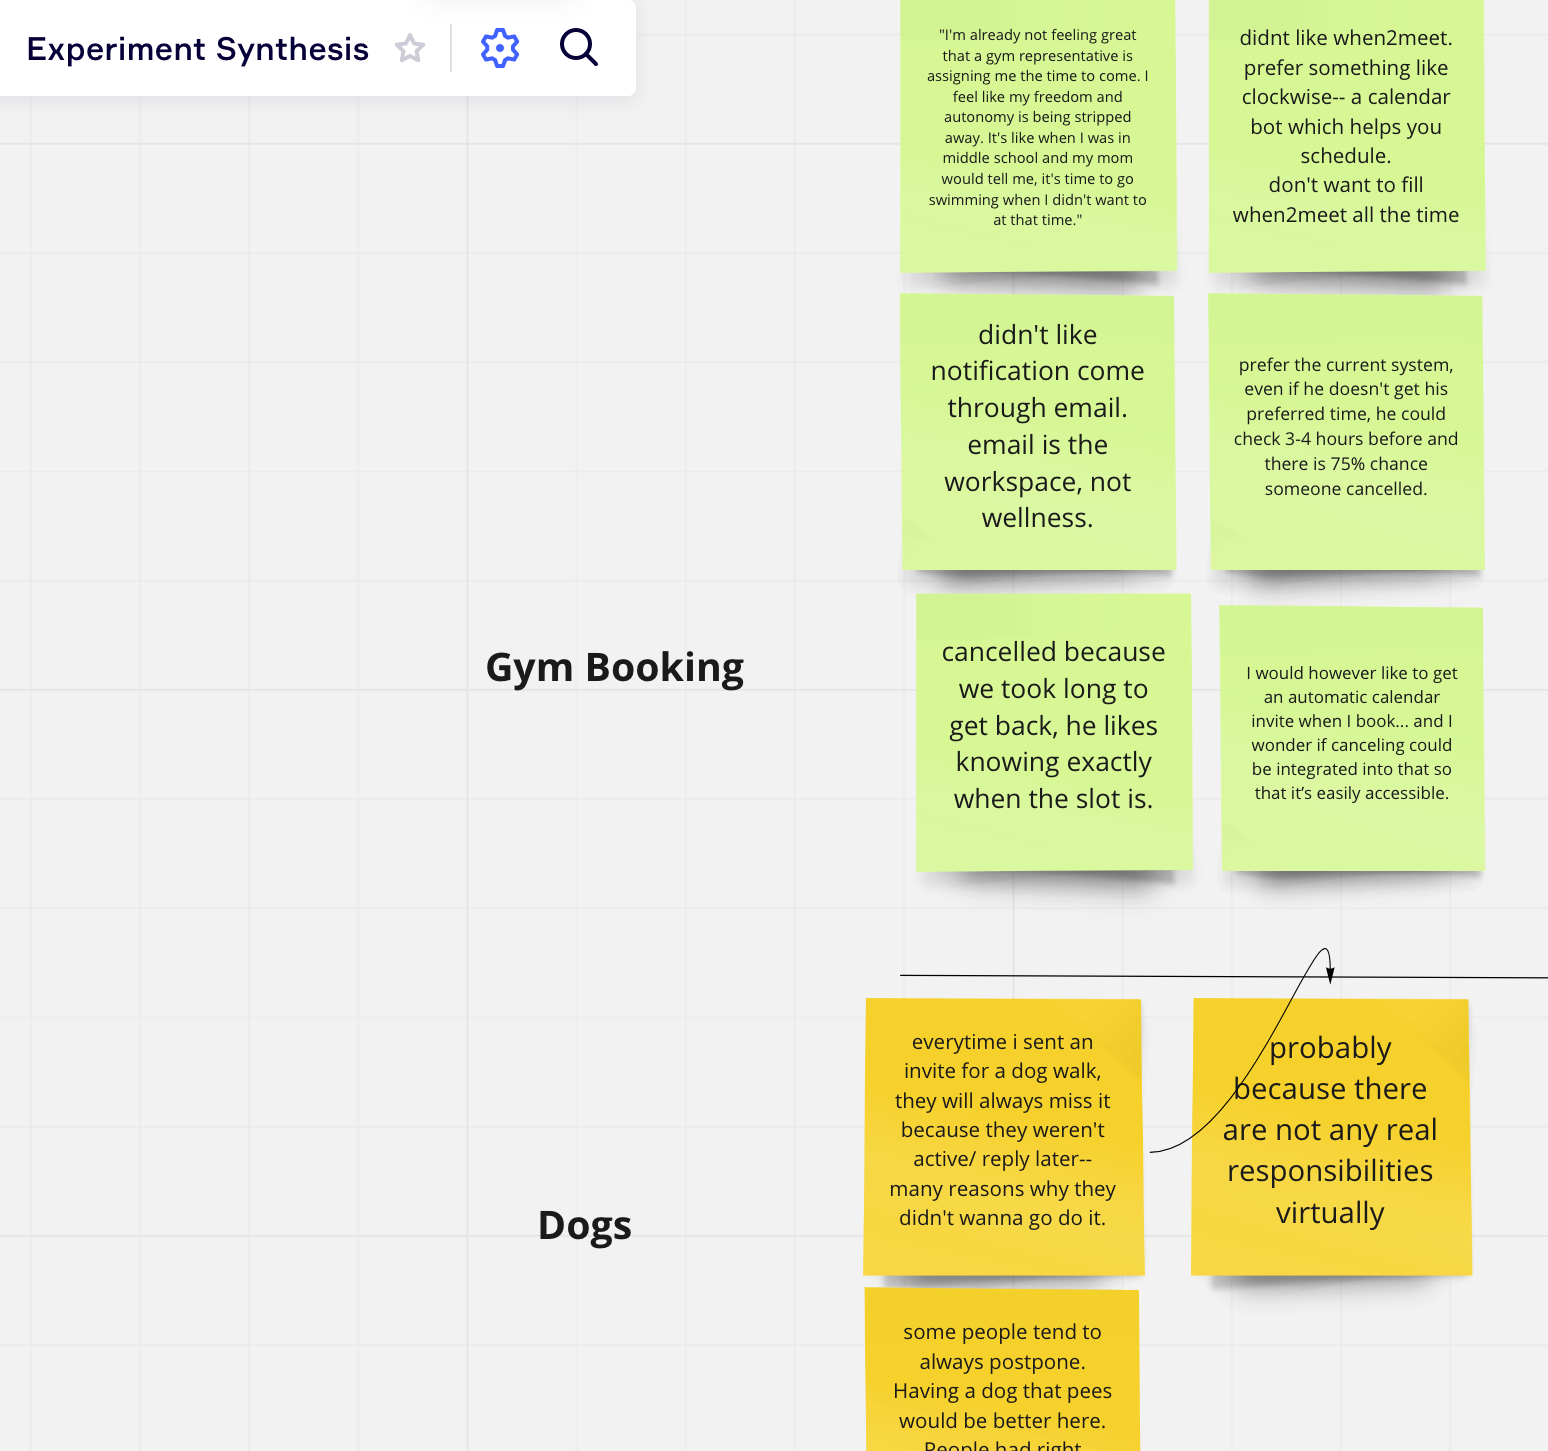 Experiment Synthesis
"I'm already not feeling great
that a gym representative is
assigning me the time to come. I
feel like my freedom and
autonomy is being stripped
away. It's like when I was in
middle school and my mom
would tell me, it's time to go
swimming when I didn't want to
at that time."
didnt like when2meet.
prefer something like
clockwise-- a calendar
bot which helps you
schedule.
don't want to fill
when2meet all the time
didn't like
notification come
through email.
email is the
workspace, not
wellness.
prefer the current system,
even if he doesn't get his
preferred time, he could
check 3-4 hours before and
there is 75% chance
someone cancelled.
Gym Booking
cancelled because
we took long to
get back, he likes
knowing exactly
when the slot is.
I would however like to get
an automatic calendar
invite when I book... and I
wonder if canceling could
be integrated into that so
that it’s easily accessible.
Dogs
everytime i sent an
invite for a dog walk,
they will always miss it
because they weren't
active/ reply later--
many reasons why they
didn't wanna go do it.
probably
because there
are not any real
responsibilities
virtually
some people tend to
always postpone.
Having a dog that pees
would be better here.
People had right